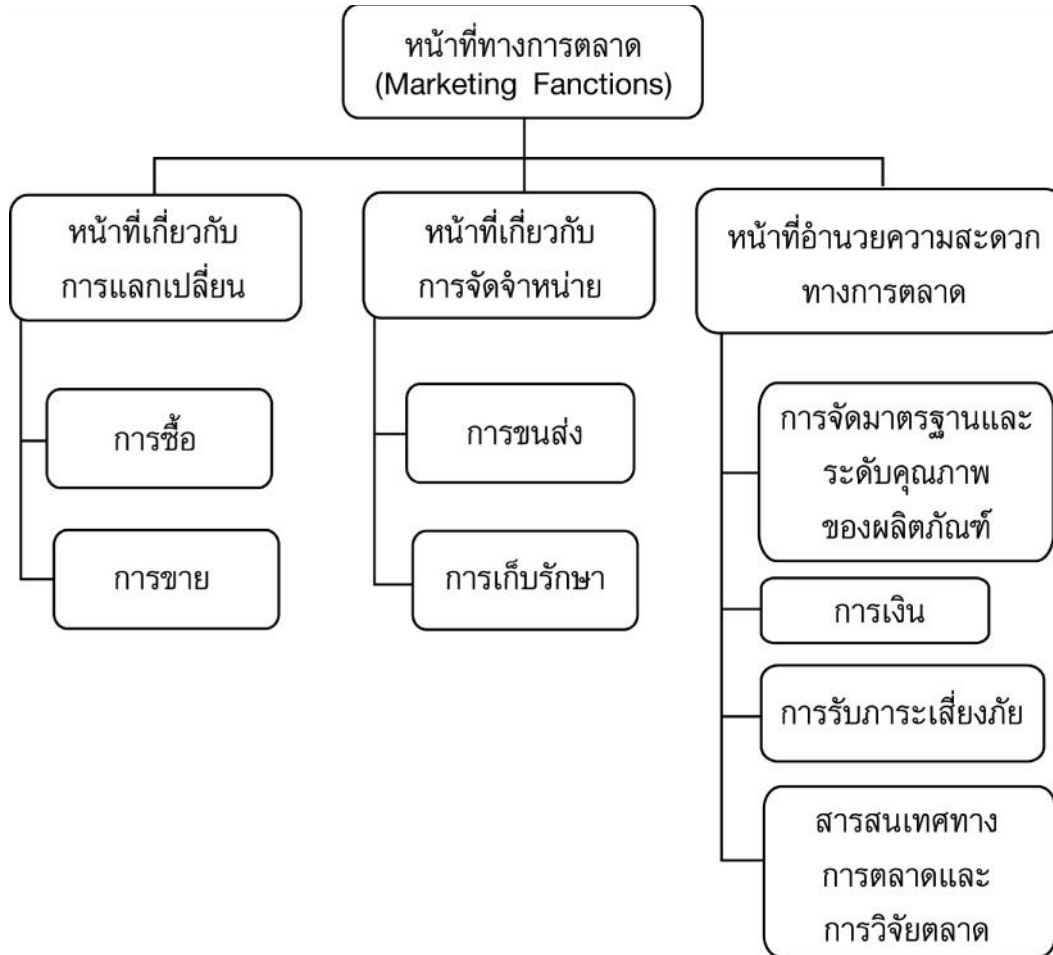 หน้าที่ทางการตลาด
(Marketing Fanctions)
หน้าที่เกี่ยวกับ
การแลกเปลี่ยน
การซื้อ
การขาย
หน้าที่เกี่ยวกับ
การจัดจำหน่าย
การขนส่ง
การเก็บรักษา
หน้าที่อำนวยความสะดวก
ทางการตลาด
การจัดมาตรฐานและ
ระดับคุณภาพ
ของผลิตภัณฑ์
การเงิน
การรับภาระเสี่ยงภัย
สารสนเทศทาง
การตลาดและ
การวิจัยตลาด